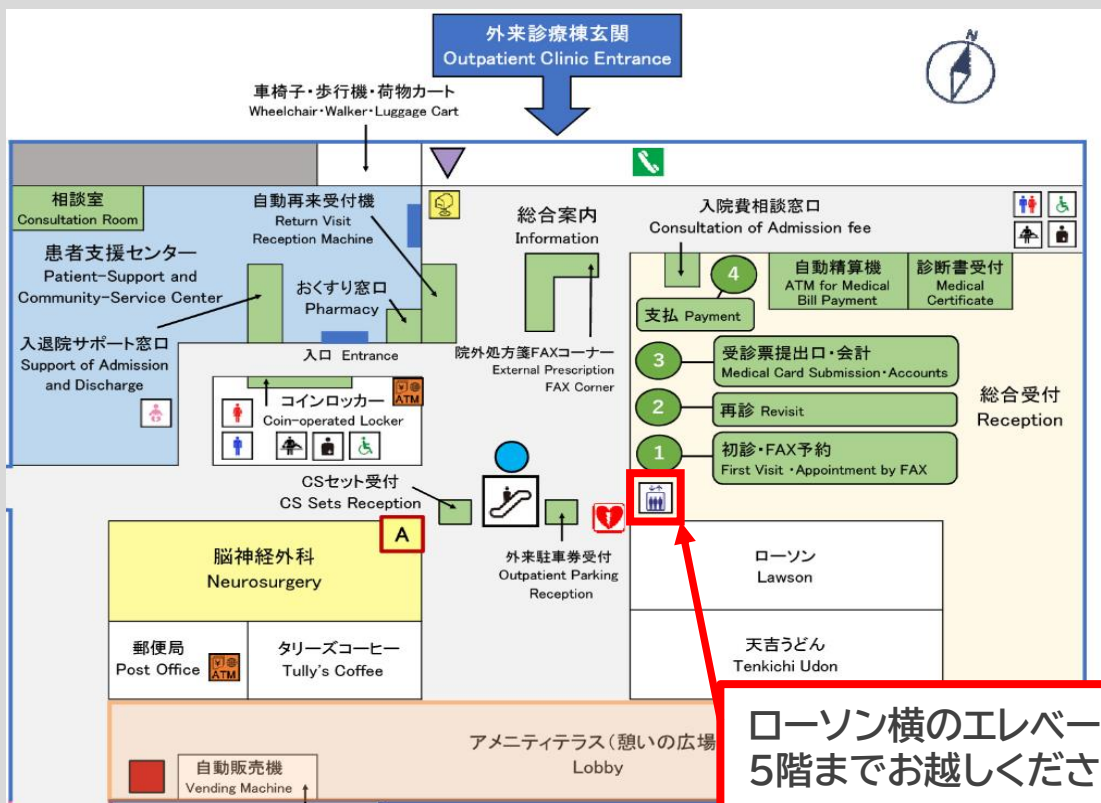 外来診療棟玄関
Outpatient Clinic Entrance
N
車椅子・歩行機・荷物カート
Wheelchair・Walker・Luggage Cart
相談室
Consultation Room
患者支援センター
Patient-Support and
Community-Service Center
入退院サポート窓口
Support of Admission
and Discharge
自動再来受付機
Return Visit
Reception Machine
おくすり窓口
Pharmacy
入口 Entrance
総合案内
Information
院外処方箋FAXコーナー
External Prescription
FAX Corner
入院費相談窓口
Consultation of Admission fee
4
支払 Payment
自動精算機
ATM for Medical
Bill Payment
診断書受付
Medical
Certificate
3
受診票提出口・会計
Medical Card Submission・Accounts
2
再診 Revisit
1
初診・FAX予約
First Visit ・Appointment by FAX
総合受付
Reception
コインロッカー
Coin-operated Locker
ATM
CSセット受付
CS Sets Reception
外来駐車券受付
Outpatient Parking
Reception
A
脳神経外科
Neurosurgery
郵便局
Post Office
ATM
タリーズコーヒー
Tully's Coffee
ローソン
Lawson
天吉うどん
Tenkichi Udon
アメニティテラス(憩いの広場
Lobby
自動販売機
Vending Machine
ローソン横のエレベー
5階までお越しくださ